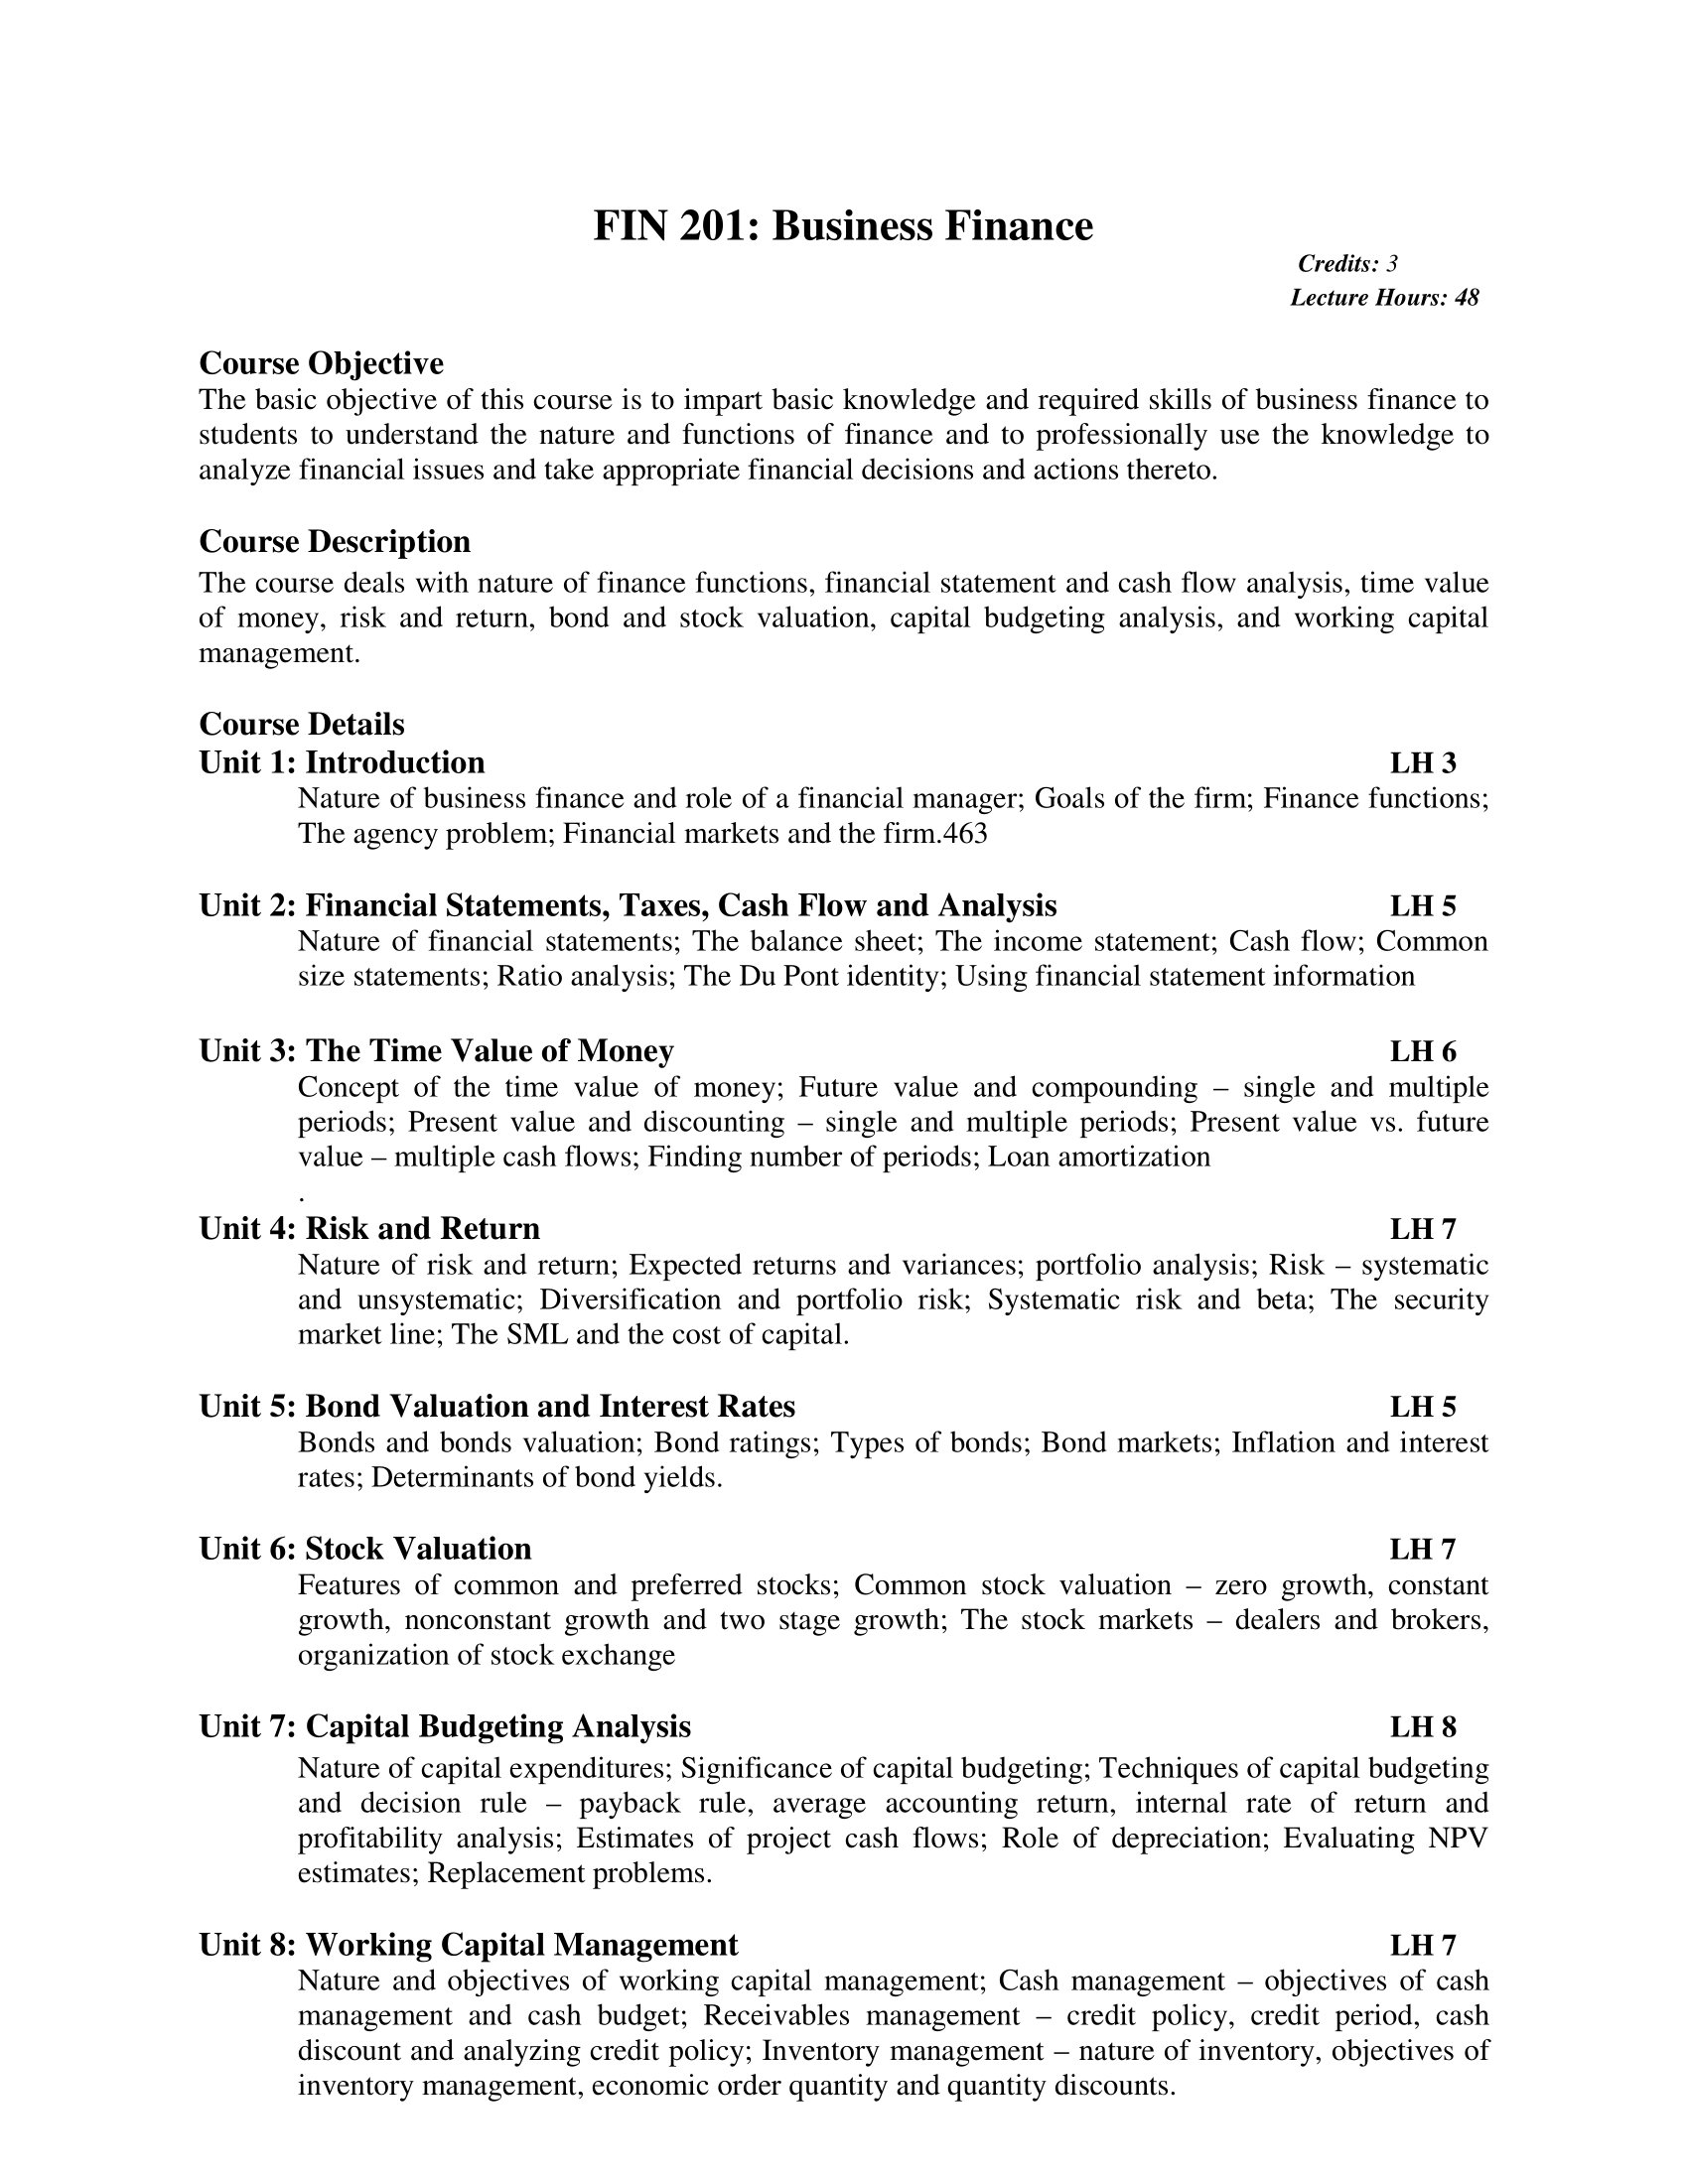 FIN 201: Business Finance
Credits: 3
Lecture Hours: 48
Course Objective
The basic objective of this course is to impart basic knowledge and required skills of business finance to
students to understand the nature and functions of finance and to professionally use the knowledge to
analyze financial issues and take appropriate financial decisions and actions thereto.
Course Description
The course deals with nature of finance functions, financial statement and cash flow analysis, time value
of money, risk and return, bond and stock valuation, capital budgeting analysis, and working capital
management.
Course Details
Unit 1: Introduction LH 3
Nature of business finance and role of a financial manager; Goals of the firm; Finance functions;
The agency problem; Financial markets and the firm.463
Unit 2: Financial Statements, Taxes, Cash Flow and Analysis LH 5
Nature of financial statements; The balance sheet; The income statement; Cash flow; Common
size statements; Ratio analysis; The Du Pont identity; Using financial statement information
Unit 3: The Time Value of Money LH 6
Concept of the time value of money; Future value and compounding – single and multiple
periods; Present value and discounting – single and multiple periods; Present value vs. future
value – multiple cash flows; Finding number of periods; Loan amortization
.
Unit 4: Risk and Return LH 7
Nature of risk and return; Expected returns and variances; portfolio analysis; Risk – systematic
and unsystematic; Diversification and portfolio risk; Systematic risk and beta; The security
market line; The SML and the cost of capital.
Unit 5: Bond Valuation and Interest Rates LH 5
Bonds and bonds valuation; Bond ratings; Types of bonds; Bond markets; Inflation and interest
rates; Determinants of bond yields.
Unit 6: Stock Valuation LH 7
Features of common and preferred stocks; Common stock valuation – zero growth, constant
growth, nonconstant growth and two stage growth; The stock markets – dealers and brokers,
organization of stock exchange
Unit 7: Capital Budgeting Analysis LH 8
Nature of capital expenditures; Significance of capital budgeting; Techniques of capital budgeting
and decision rule – payback rule, average accounting return, internal rate of return and
profitability analysis; Estimates of project cash flows; Role of depreciation; Evaluating NPV
estimates; Replacement problems.
Unit 8: Working Capital Management LH 7
Nature and objectives of working capital management; Cash management – objectives of cash
management and cash budget; Receivables management – credit policy, credit period, cash
discount and analyzing credit policy; Inventory management – nature of inventory, objectives of
inventory management, economic order quantity and quantity discounts.